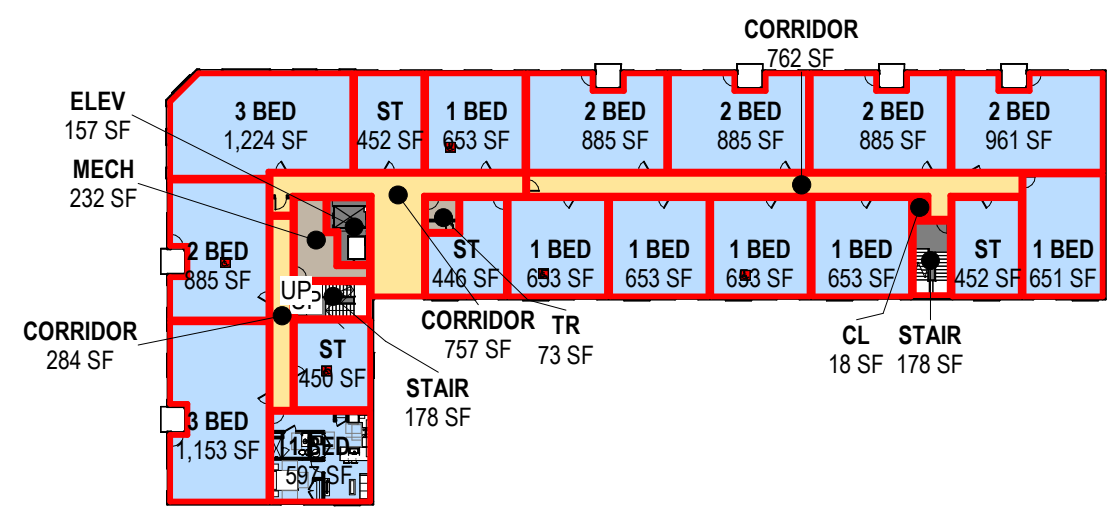 CORRIDOR
762 SF
ELEV
157 SF
MECH
232 SF
3 BED
1,224 SF
ST
452 SF
1 BED
653 SF
2 BED
885 SF
2 BED
885 SF
2 BED
885 SF
2 BED
961 SF
2 BED
885 SF
ST
446 SF
1 BED
653 SF
1 BED
653 SF
1 BED
653 SF
1 BED
653 SF
ST
452 SF
1 BED
651 SF
UP
CORRIDOR
284 SF
CORRIDOR
757 SF
TR
73 SF
CL
18 SF
STAIR
178 SF
ST
450 SF
STAIR
178 SF
3 BED
1,153 SF
1 BED
597 SF